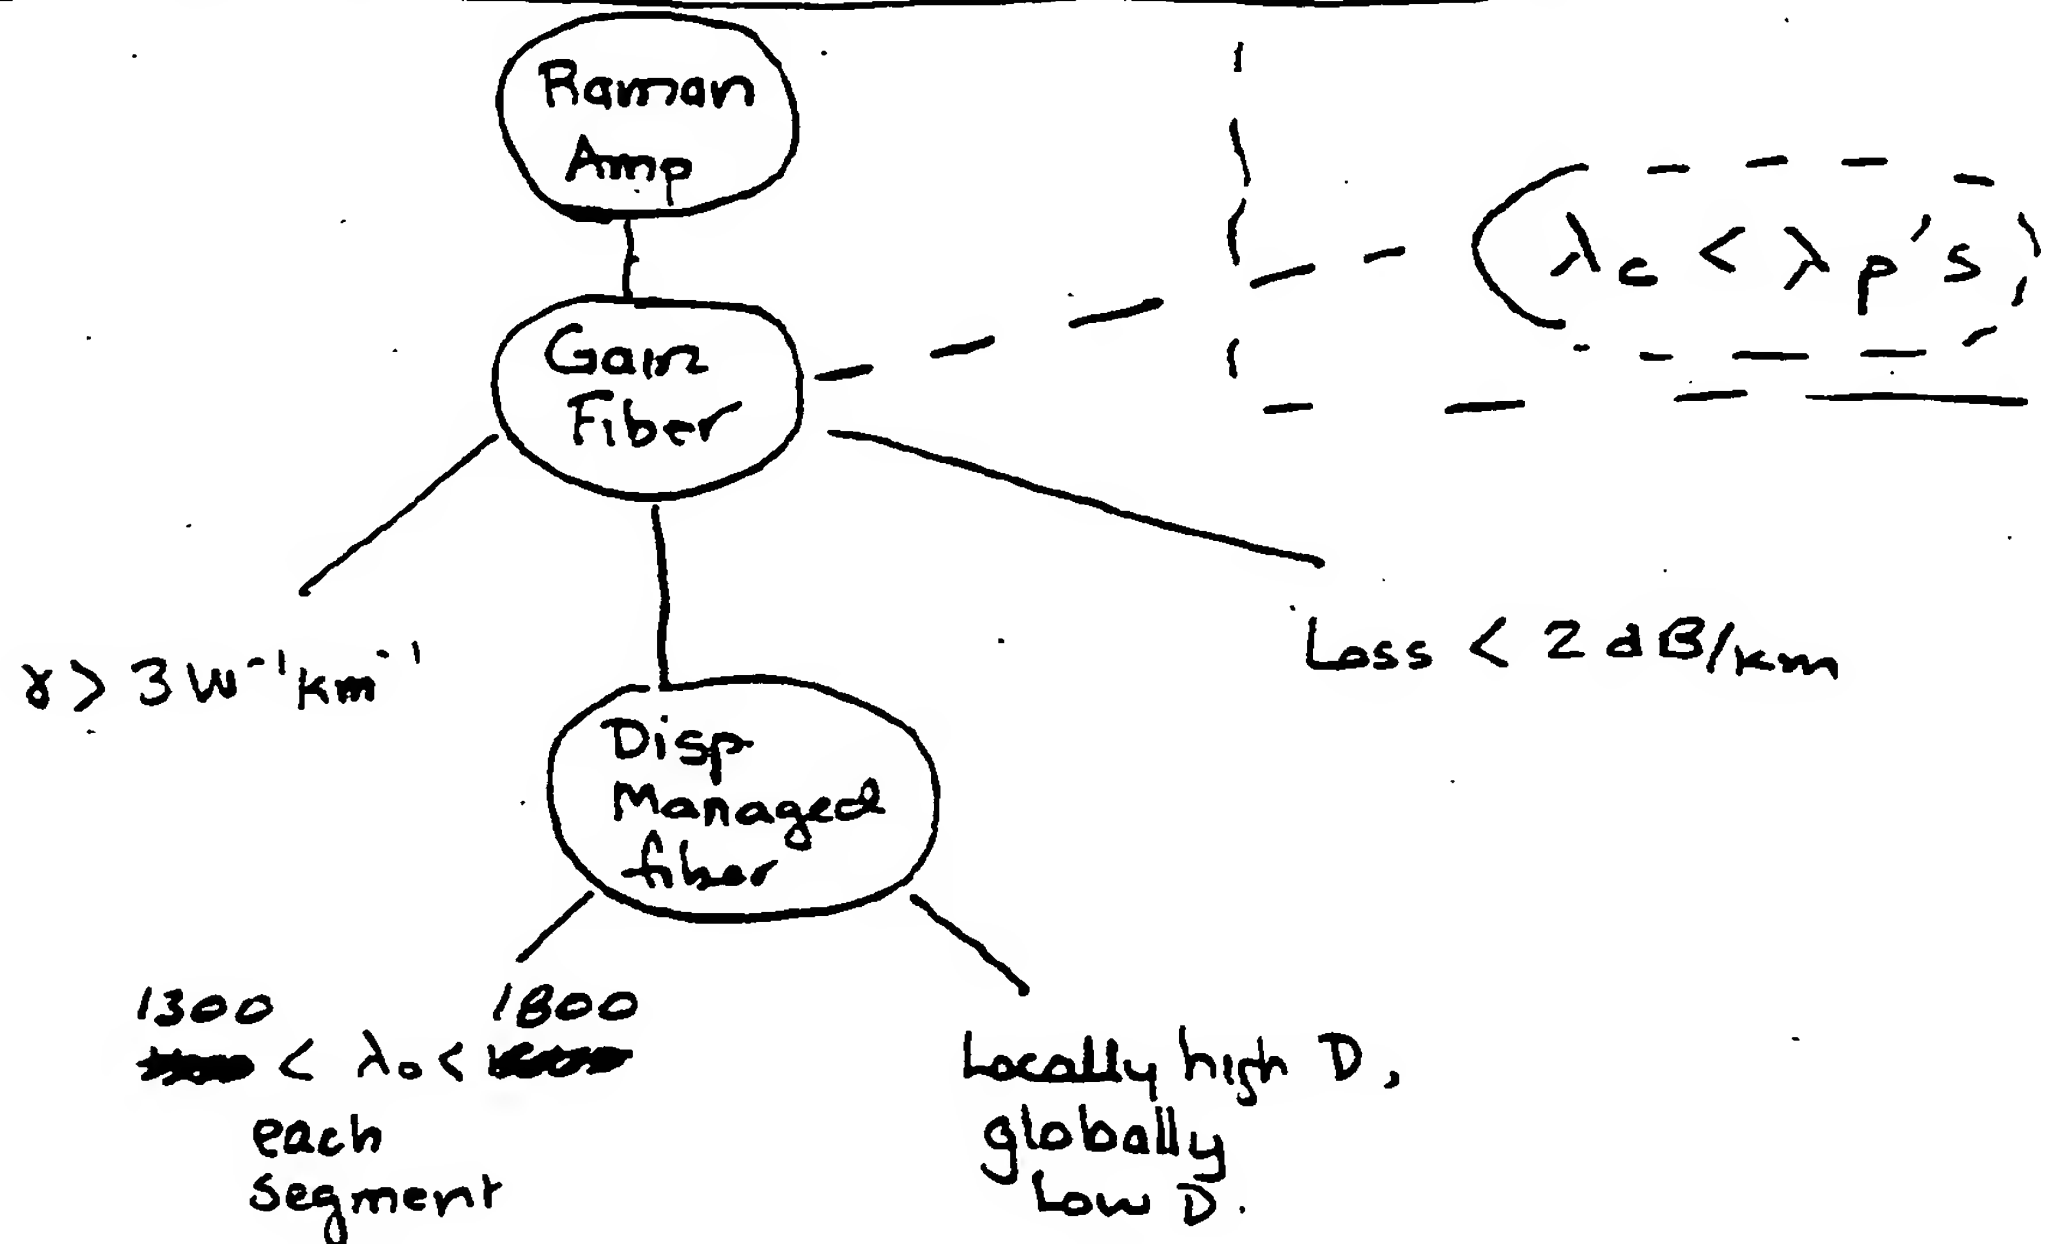 Raman
Amp
λc < λp's
Gain
Fiber
γ > 3 W⁻¹km⁻¹
Loss < 2 dB/km
Disp
Managed
fiber
1300 1800
< λ₀ <
each
segment
Locally high D,
globally
Low D.